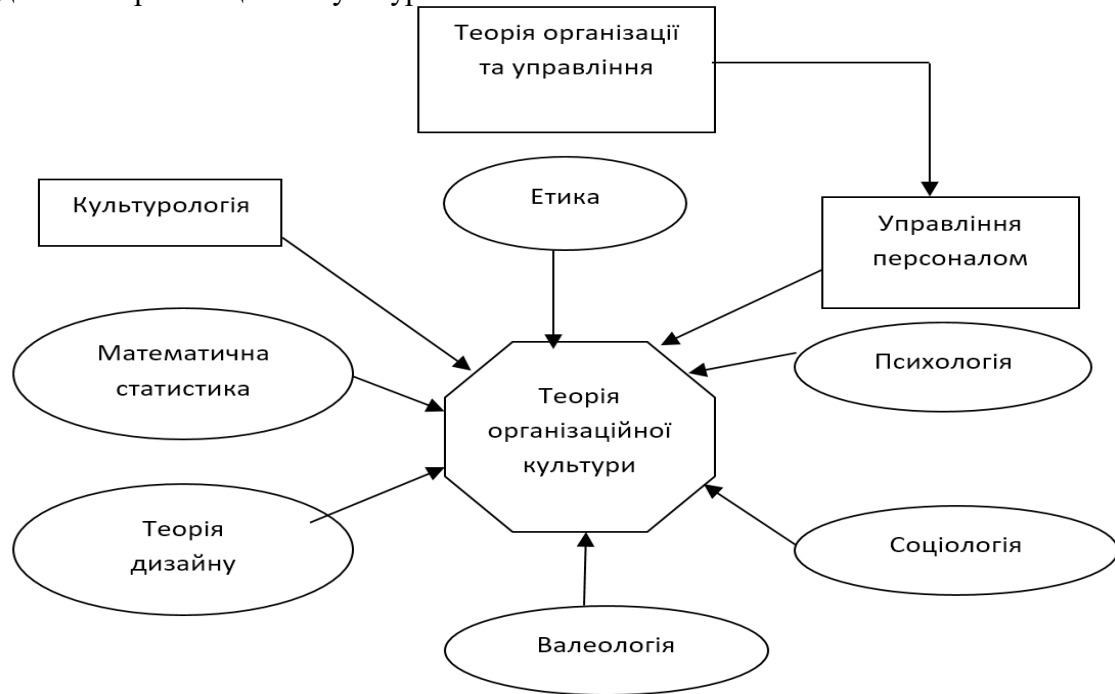 Теорія організації
та управління
Етика
Культурологія
Управління
персоналом
Математична
статистика
Психологія
Теорія
організаційної
культури
Теорія
дизайну
Соціологія
Валеологія